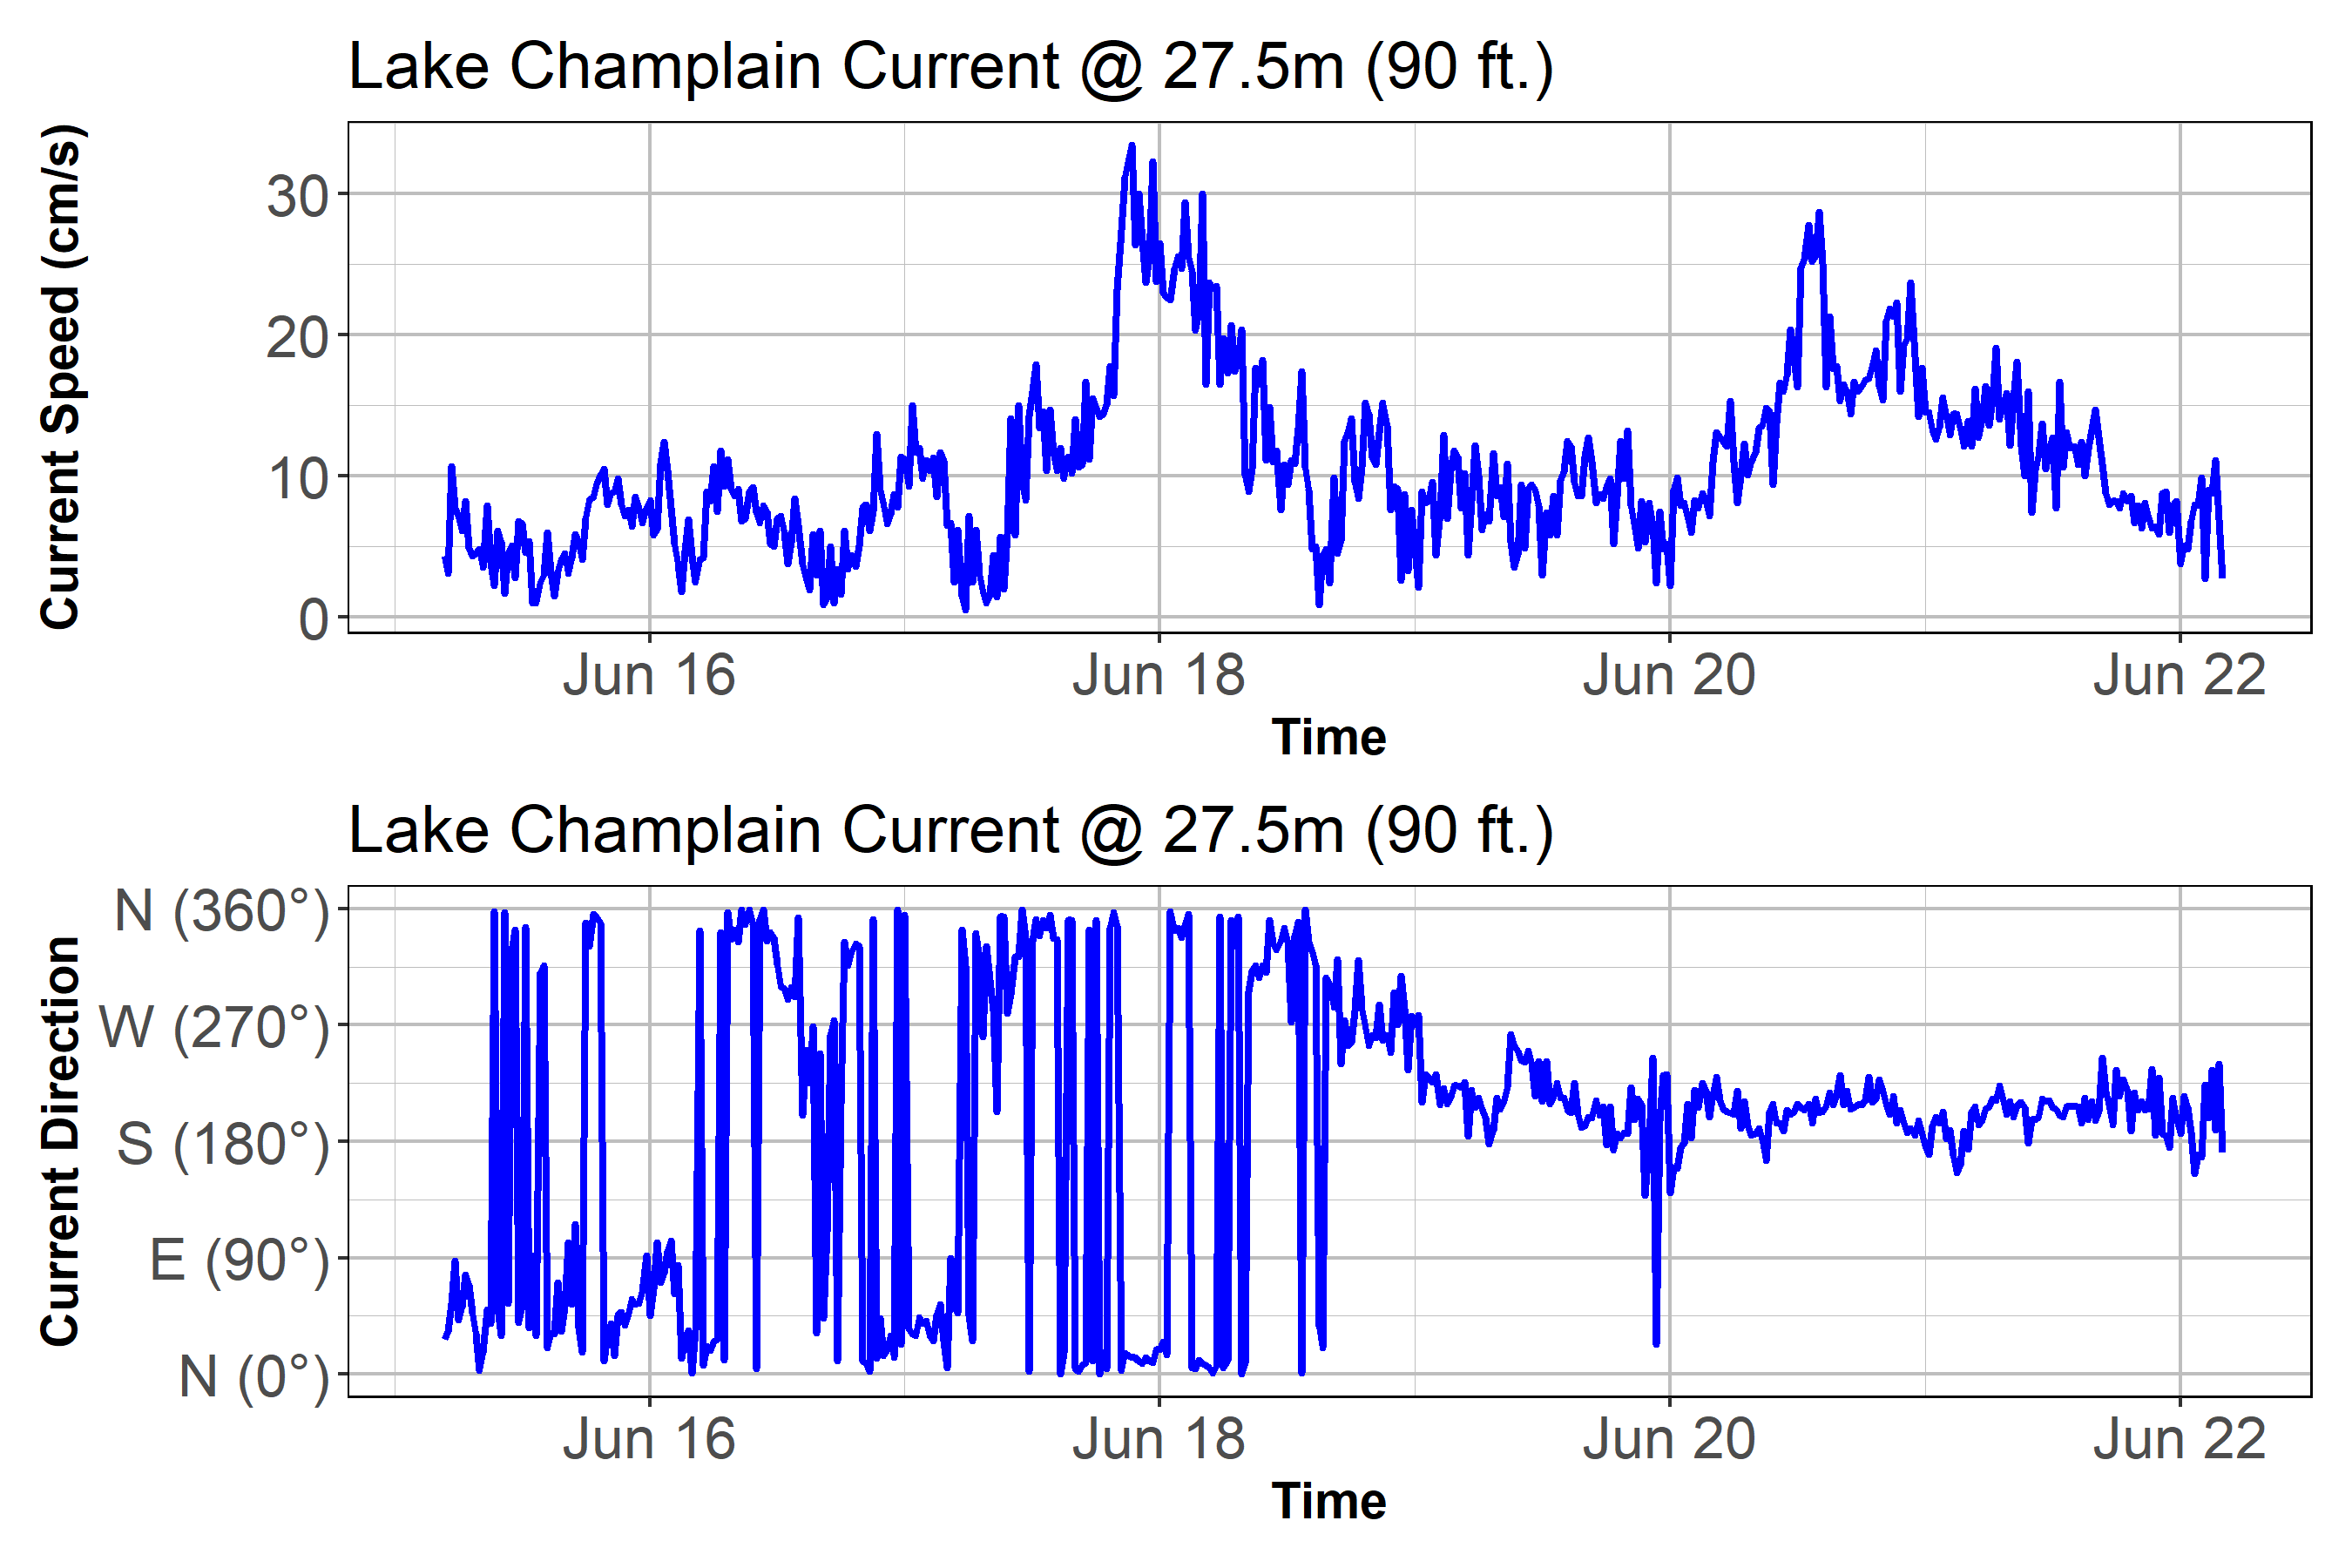 Lake Champlain Current @ 27.5m (90 ft.)
Current Speed (cm/s)
30
20
10
0
Jun 16 Jun 18 Jun 20 Jun 22
Time
Lake Champlain Current @ 27.5m (90 ft.)
Current Direction
N (360°)
W (270°)
S (180°)
E (90°)
N (0°)
Jun 16 Jun 18 Jun 20 Jun 22
Time